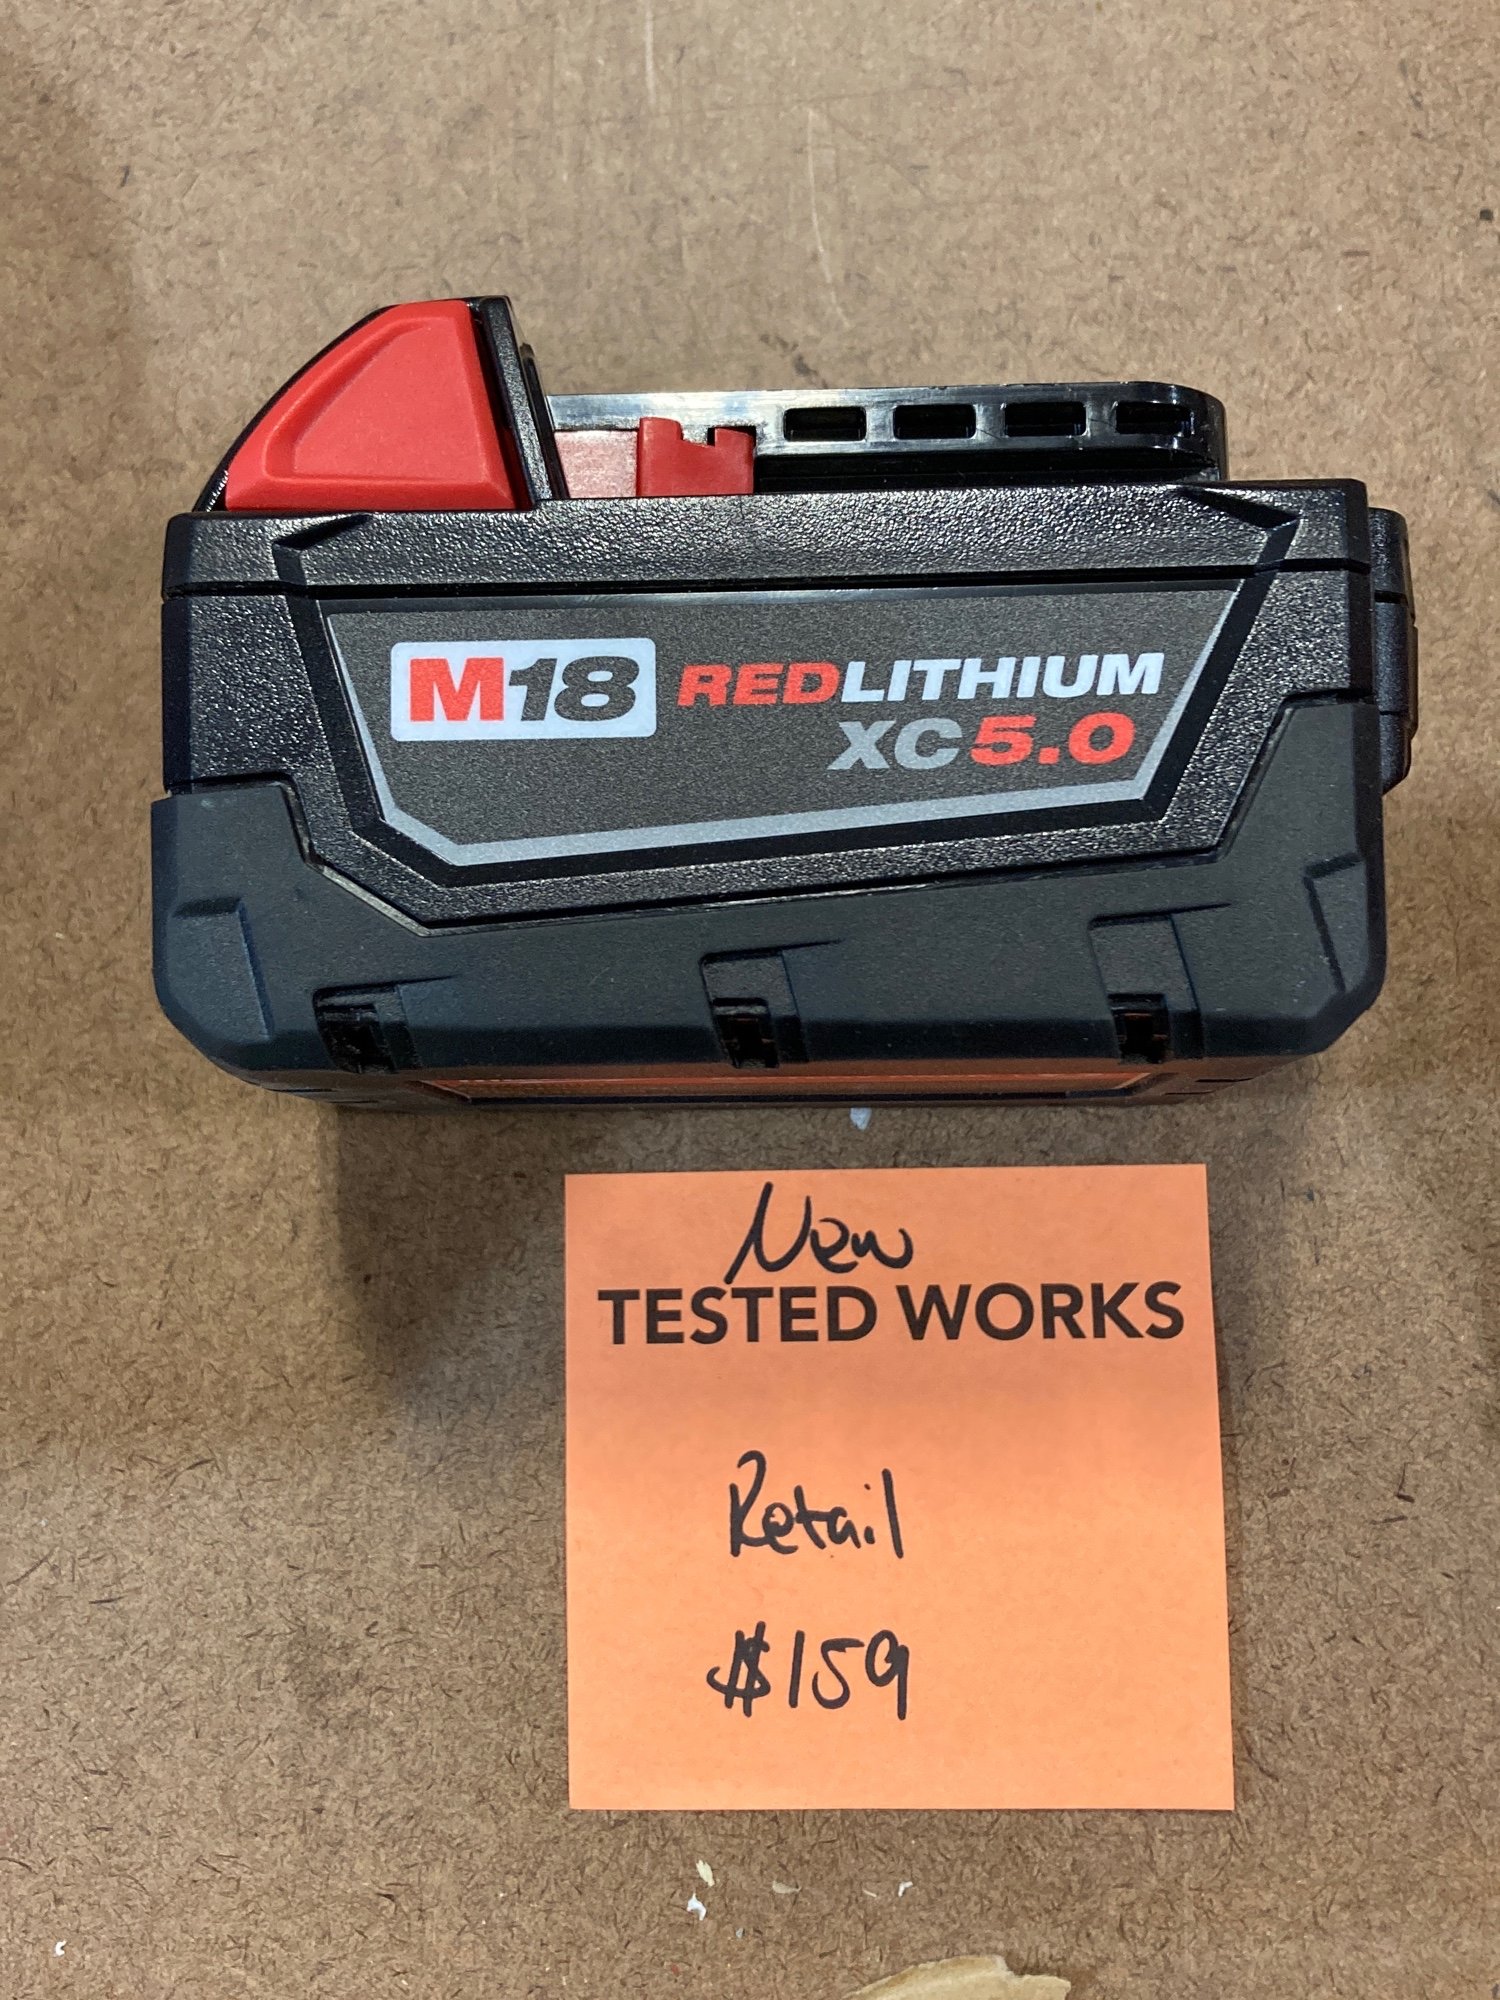 M18 REDLITHIUM
XC5.0
New
TESTED WORKS
Retail
$159